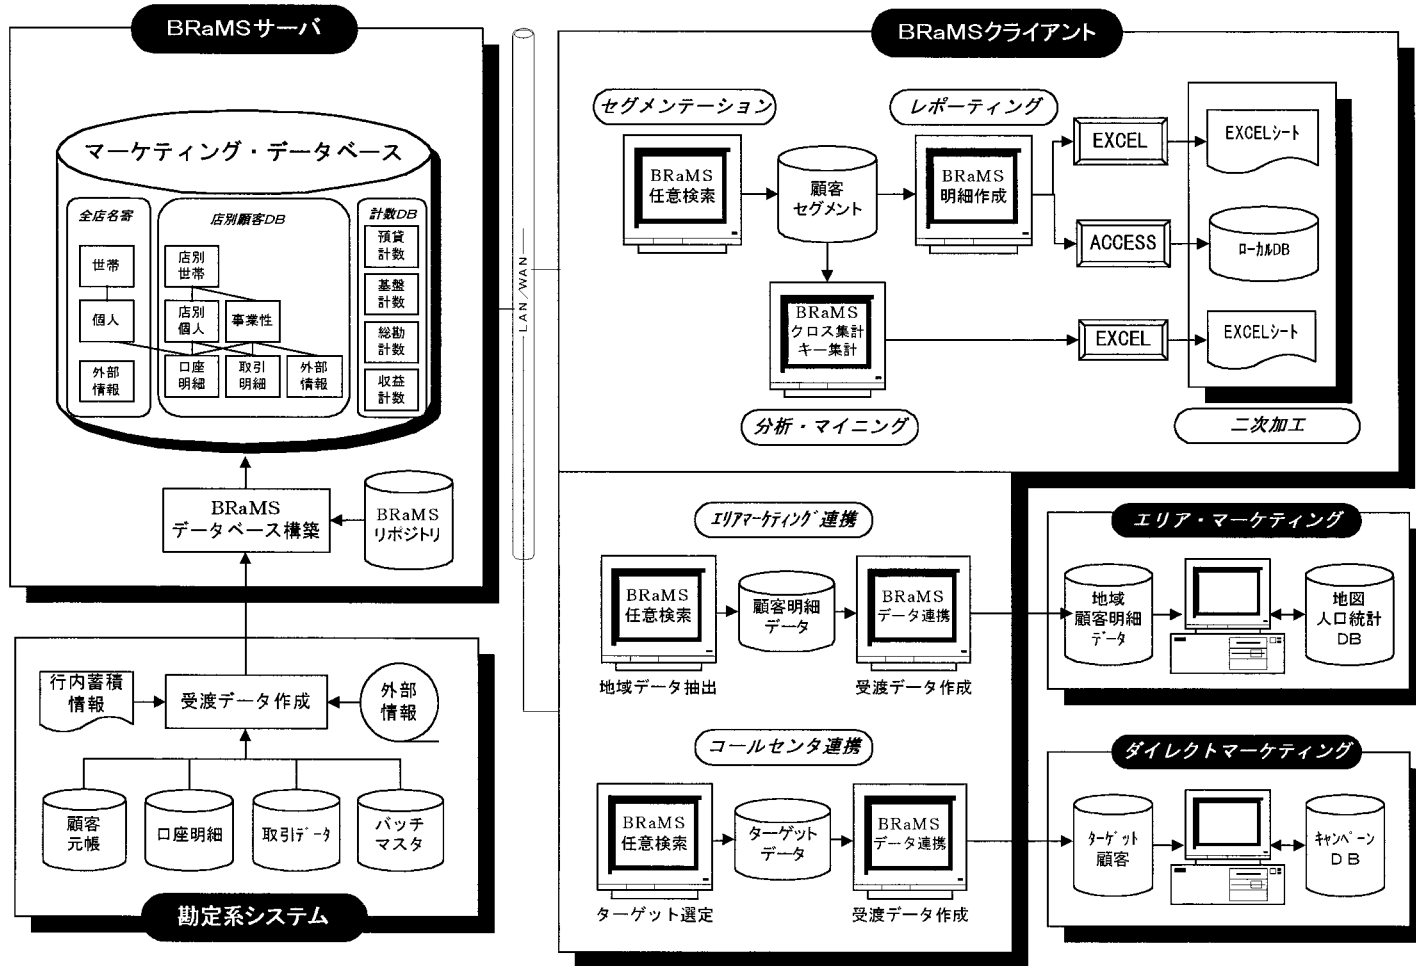 BRaMSサーバ
マーケティング・データベース
全店名寄
世帯
個人
外部
情報
店別顧客DB
店別
世帯
店別
個人
事業性
口座
明細
取引
明細
外部
情報
計数DB
預貸
計数
基盤
計数
総勘
計数
収益
計数
BRaMS
データベース構築
BRaMS
リポジトリ
行内蓄積
情報
受渡データ作成
外部
情報
顧客
元帳
口座明細
取引データ
バッチ
マスタ
勘定系システム
LAN/WAN
BRaMSクライアント
セグメンテーション
BRaMS
任意検索
顧客
セグメント
レポーティング
BRaMS
明細作成
EXCEL
EXCELシート
ACCESS
ローカルDB
BRaMS
クロス集計
キー集計
EXCEL
EXCELシート
分析・マイニング
二次加工
エリアマーケティング連携
BRaMS
任意検索
地域データ抽出
顧客明細
データ
BRaMS
データ連携
受渡データ作成
コールセンタ連携
BRaMS
任意検索
ターゲット選定
ターゲット
データ
BRaMS
データ連携
受渡データ作成
エリア・マーケティング
地域
顧客明細
データ
地図
人口統計
DB
ダイレクトマーケティング
ターゲット
顧客
キャンペーン
DB